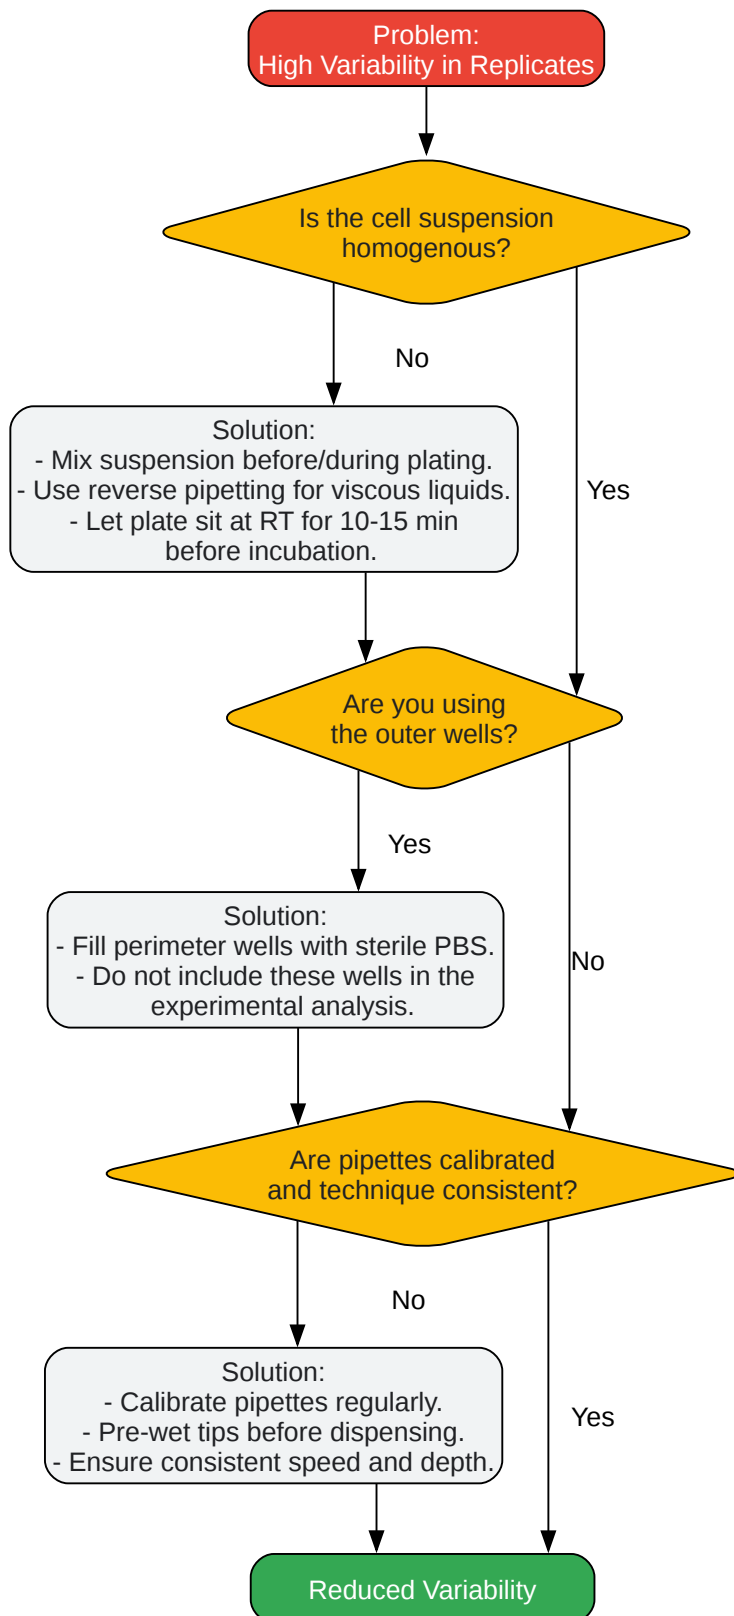 Problem:
High Variability in Replicates
Is the cell suspension
homogenous?
No
Solution:
- Mix suspension before/during plating.
- Use reverse pipetting for viscous liquids.
- Let plate sit at RT for 10-15 min
before incubation.
Yes
Are you using
the outer wells?
Yes
Solution:
- Fill perimeter wells with sterile PBS.
- Do not include these wells in the
experimental analysis.
No
Are pipettes calibrated
and technique consistent?
No
Solution:
- Calibrate pipettes regularly.
- Pre-wet tips before dispensing.
- Ensure consistent speed and depth.
Yes
Reduced Variability